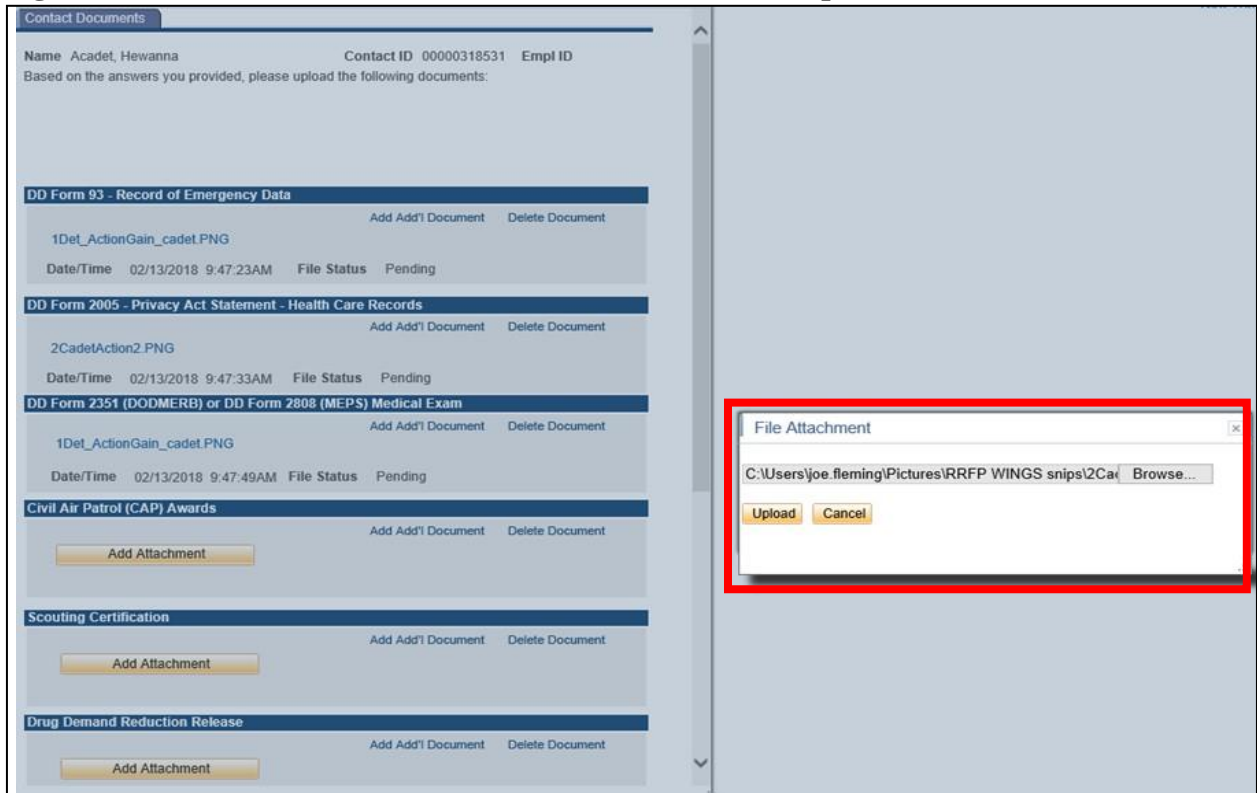 Contact Documents
Name Acadet, Hewanna Contact ID 00000318531 Empl ID
Based on the answers you provided, please upload the following documents:
DD Form 93 - Record of Emergency Data
Add Add'l Document Delete Document
1Det_ActionGain_cadet.PNG
Date/Time 02/13/2018 9:47:23AM File Status Pending
DD Form 2005 - Privacy Act Statement - Health Care Records
Add Add'l Document Delete Document
2CadetAction2.PNG
Date/Time 02/13/2018 9:47:33AM File Status Pending
DD Form 2351 (DODMERB) or DD Form 2808 (MEPS) Medical Exam
Add Add'l Document Delete Document
1Det_ActionGain_cadet.PNG
Date/Time 02/13/2018 9:47:49AM File Status Pending
Civil Air Patrol (CAP) Awards
Add Add'l Document Delete Document
Add Attachment
Scouting Certification
Add Add'l Document Delete Document
Add Attachment
Drug Demand Reduction Release
Add Add'l Document Delete Document
Add Attachment
File Attachment
C:\Users\joe.fleming\Pictures\RRFP WINGS snips\2Ca Browse...
Upload Cancel